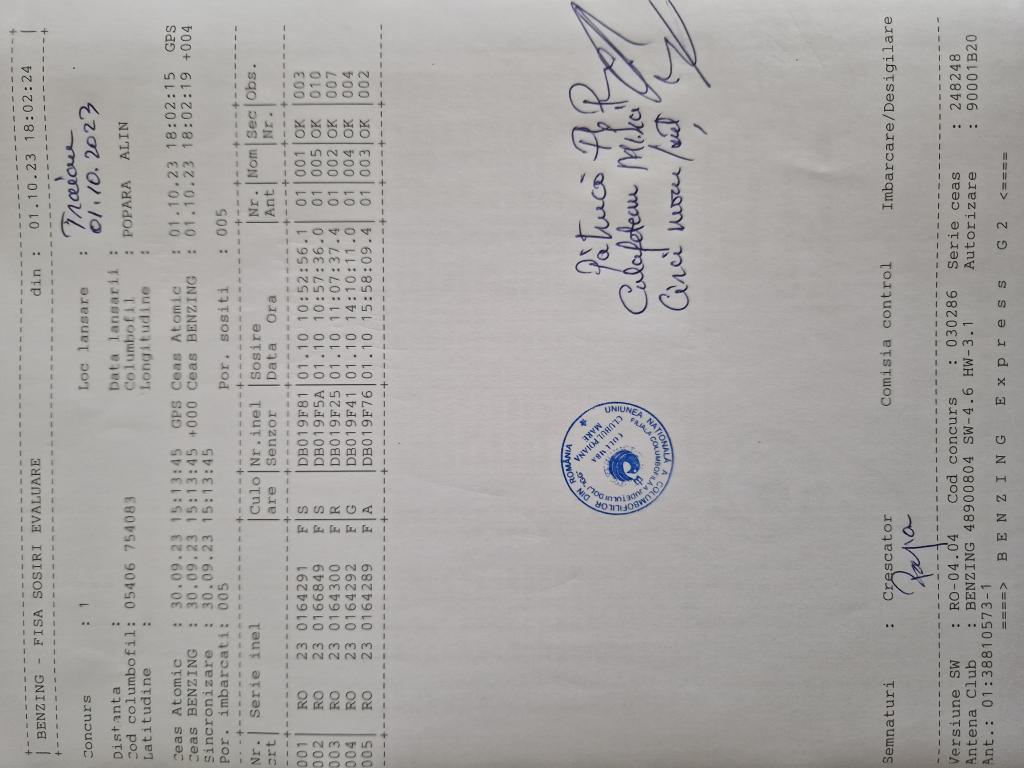 | BENZING - FISA SOSIRI EVALUARE din : 01.10.23 18:02:24 |
Concurs : 1 Loc lansare : 
01.10.2023
Distanta Data lansarii :
Cod columbofil: 05406 754083 Columbofil : POPARA ALIN
Latitudine : Longitudine :
Ceas Atomic : 30.09.23 15:13:45 GPS Ceas Atomic : 01.10.23 18:02:15 GPS
Ceas BENZING : 30.09.23 15:13:45 +000 Ceas BENZING : 01.10.23 18:02:19 +004
Sincronizare : 30.09.23 15:13:45
Por. imbarcati: 005 Por. sositi : 005
Nr.| Serie inel |Culo|Nr.inel |Sosire |Nr.|Nom|Sec|Obs.
crt| |are |Senzor |Data Ora |Ant| |Nr.|
001| RO 23 0164291 F S |DB019F81|01.10 10:52:56.1| 01|001|OK |003
002| RO 23 0166849 F S |DB019F5A|01.10 10:57:36.0| 01|005|OK |010
003| RO 23 0164300 F R |DB019F25|01.10 11:07:37.4| 01|002|OK |007
004| RO 23 0164292 F G |DB019F41|01.10 14:10:11.0| 01|004|OK |004
005| RO 23 0164289 F A |DB019F76|01.10 15:58:09.4| 01|003|OK |002
UNIUNEA NATIONALA A COLUMBOFILILOR DIN ROMÂNIA
FILIALA COLUMBOFILA A JUDETULUI DOLJ
CLUBUL POIANA
MARE
Semnaturi : Crescator Comisia control Imbarcare/Desigilare
Versiune SW : RO-04.04 Cod concurs : 030286 Serie ceas : 248248
Antena Club : BENZING 48900804 SW-4.6 HW-3.1 Autorizare : 90001B20
Ant.: 01:38810573-1
====> B E N Z I N G E x p r e s s G 2 <====